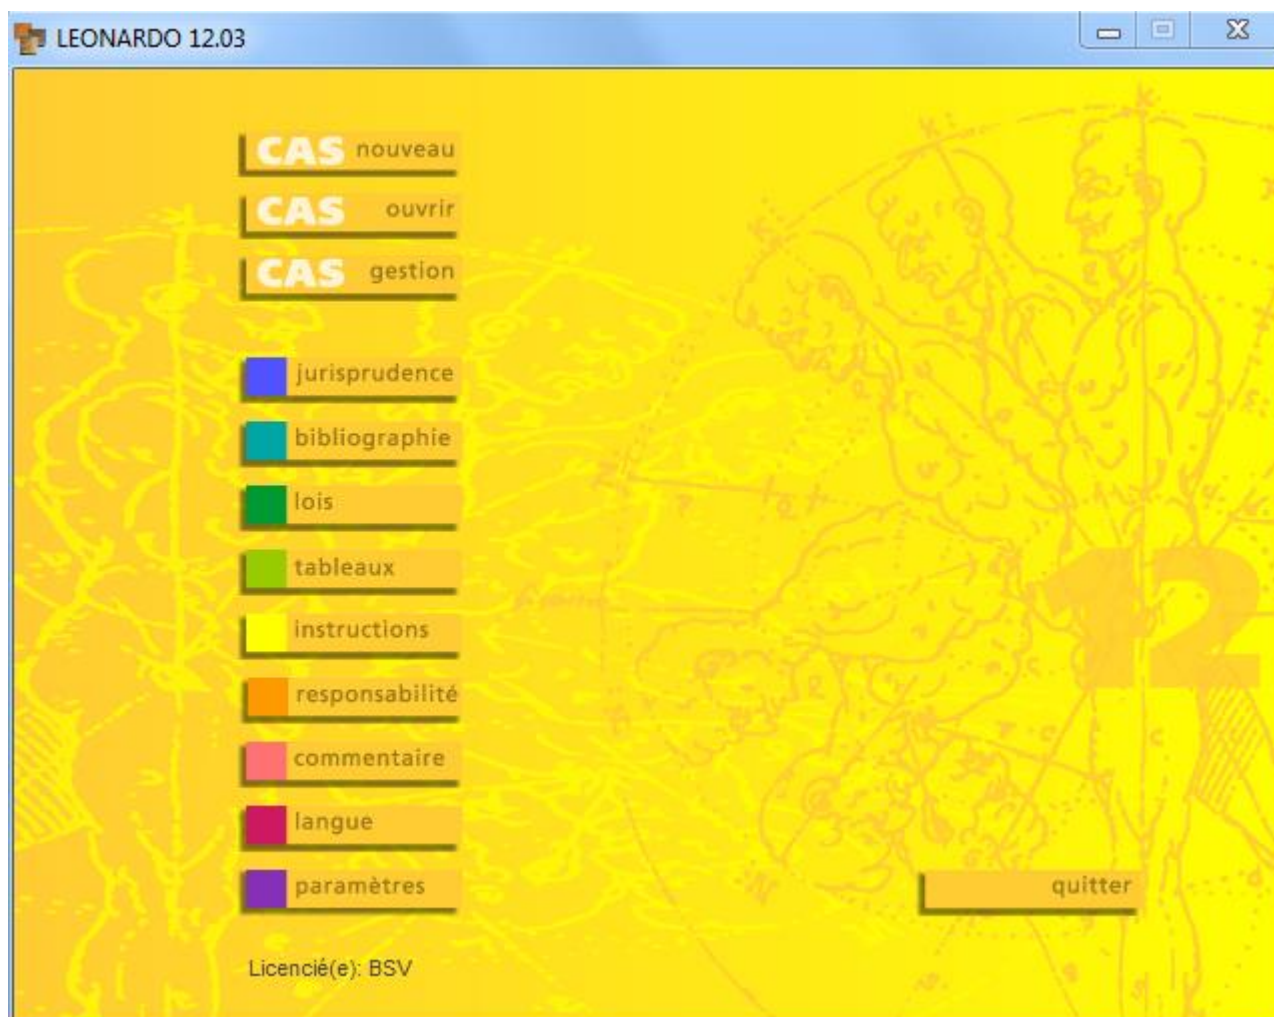 LEONARDO 12.03
CAS nouveau
CAS ouvrir
CAS gestion
jurisprudence
bibliographie
lois
tableaux
instructions
responsabilité
commentaire
langue
paramètres
12
quitter
Licencié(e): BSV